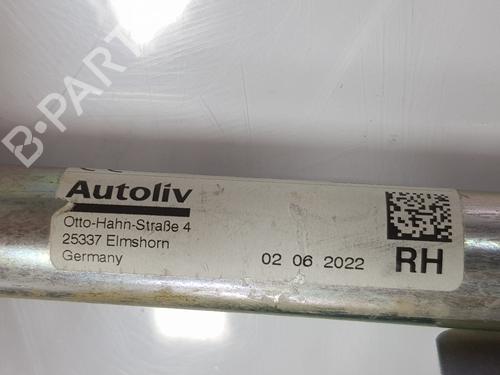 B-PARTS
Autoliv
Otto-Hahn-Straße 4
25337 Elmshorn
Germany
02 06 2022
RH